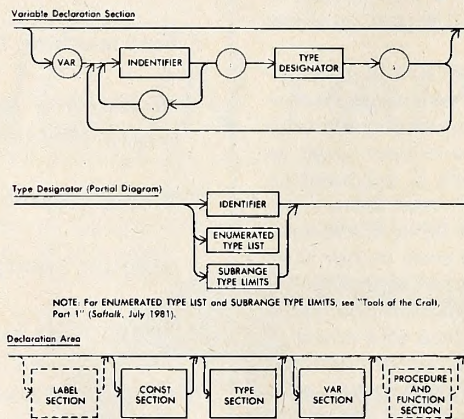 Variable Declaration Section
VAR
INDENTIFIER
TYPE
DESIGNATOR
Type Designator (Partial Diagram)
IDENTIFIER
ENUMERATED
TYPE LIST
SUBRANGE
TYPE LIMITS
NOTE: For ENUMERATED TYPE LIST and SUBRANGE TYPE LIMITS, see "Tools of the Craft,
Part 1" (Softalk, July 1981).
Declaration Area
LABEL
SECTION
CONST
SECTION
TYPE
SECTION
VAR
SECTION
PROCEDURE
AND
FUNCTION
SECTION